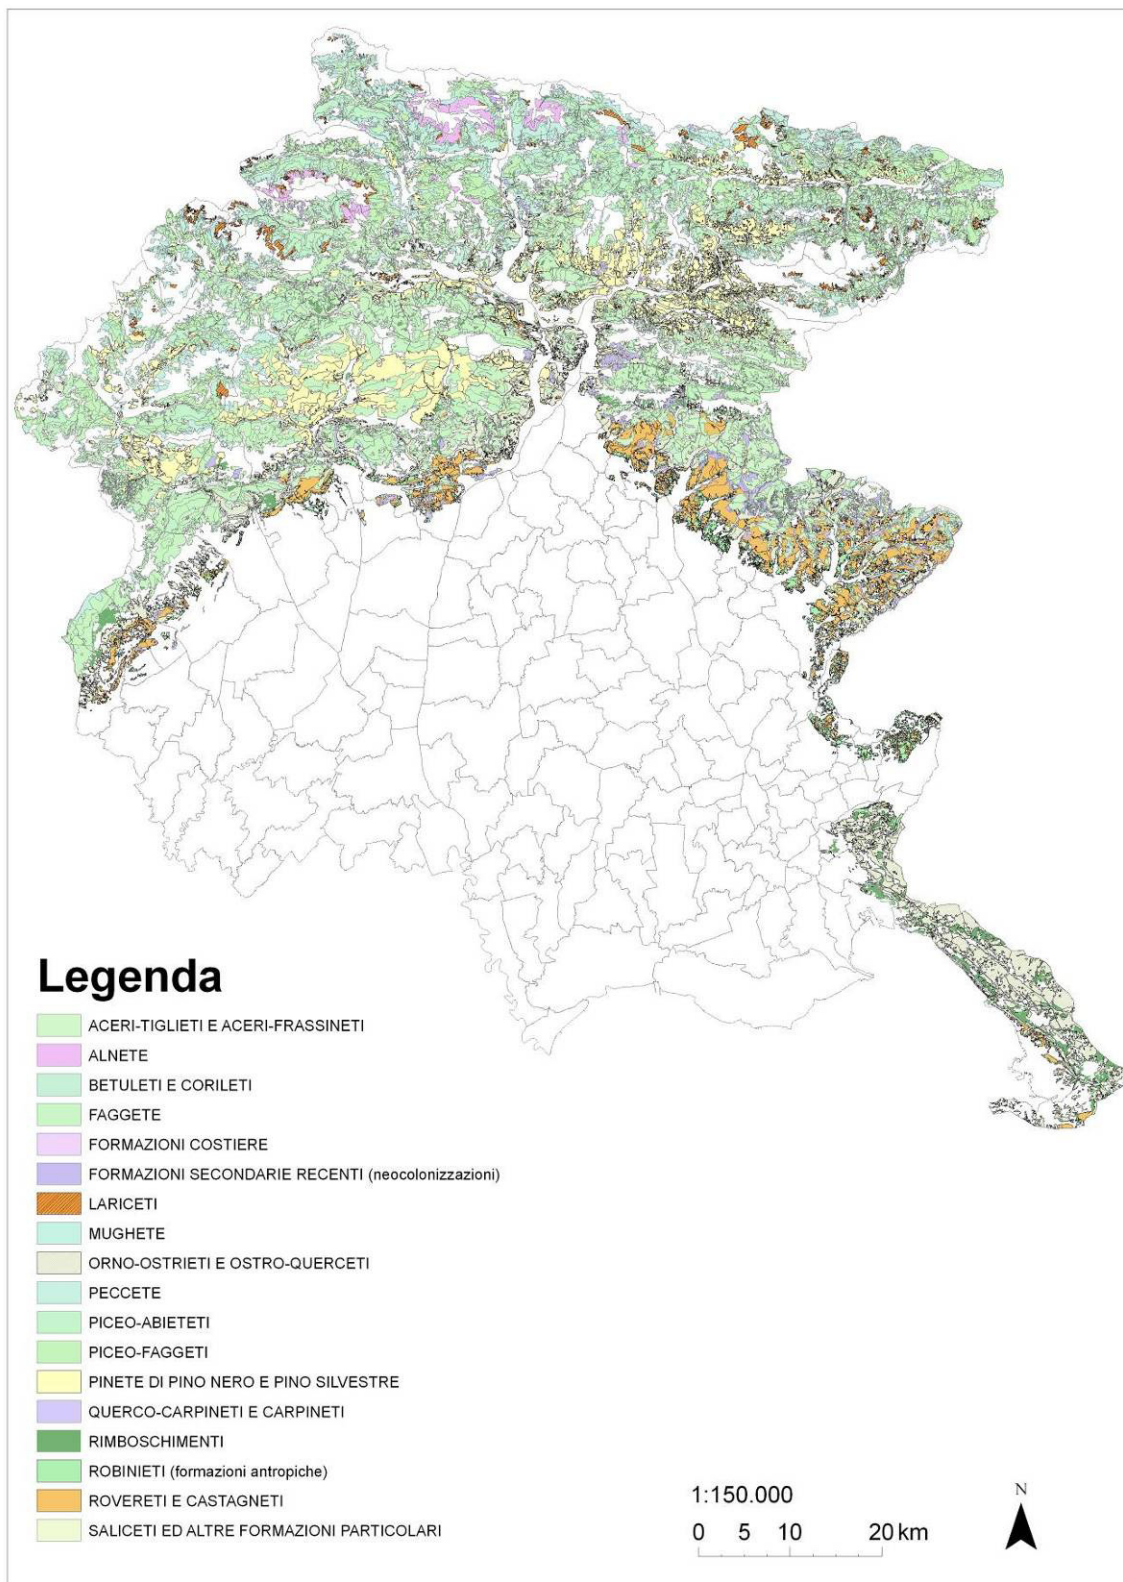 Legenda
ACERI-TIGLIETI E ACERI-FRASSINETI
ALNETE
BETULETI E CORILETI
FAGGETE
FORMAZIONI COSTIERE
FORMAZIONI SECONDARIE RECENTI (neocolonizzazioni)
LARICETI
MUGHETE
ORNO-OSTRIETI E OSTRO-QUERCETI
PECCETE
PICEO-ABIETETI
PICEO-FAGGETI
PINETE DI PINO NERO E PINO SILVESTRE
QUERCO-CARPINETI E CARPINETI
RIMBOSCHIMENTI
ROBINIETI (formazioni antropiche)
ROVERETI E CASTAGNETI
SALICETI ED ALTRE FORMAZIONI PARTICOLARI
1:150.000
0 5 10 20 km
N